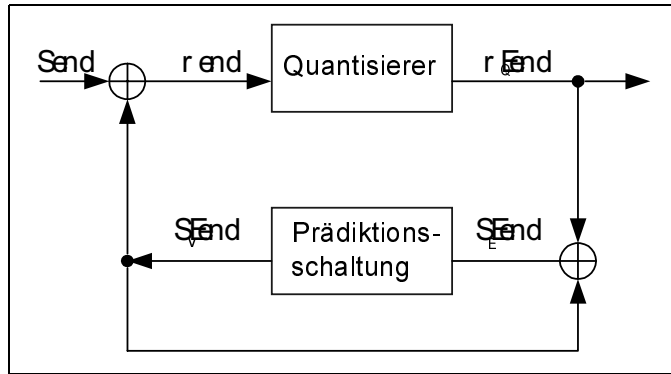 Send
r end
Quantisierer
Prädiktions-
schaltung